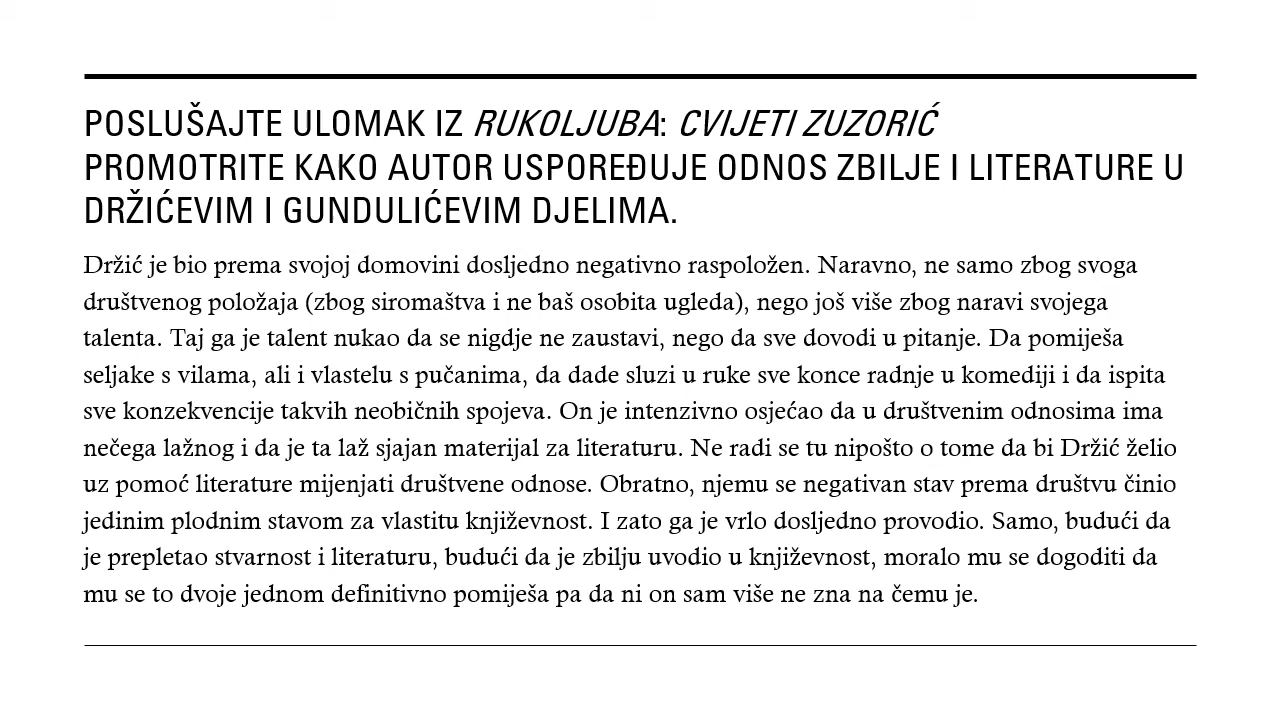 POSLUŠAJTE ULOMAK IZ RUKOLJUBA: CVIJETI ZUZORIĆ
PROMOTRITE KAKO AUTOR USPOREĐUJE ODNOS ZBILJE I LITERATURE U
DRŽIĆEVIM I GUNDULIĆEVIM DJELIMA.
Držić je bio prema svojoj domovini dosljedno negativno raspoložen. Naravno, ne samo zbog svoga
društvenog položaja (zbog siromaštva i ne baš osobita ugleda), nego još više zbog naravi svojega
talenta. Taj ga je talent nukao da se nigdje ne zaustavi, nego da sve dovodi u pitanje. Da pomiješa
seljake s vilama, ali i vlastelu s pučanima, da dade sluzi u ruke sve konce radnje u komediji i da ispita
sve konzekvencije takvih neobičnih spojeva. On je intenzivno osjećao da u društvenim odnosima ima
nečega lažnog i da je ta laž sjajan materijal za literaturu. Ne radi se tu nipošto o tome da bi Držić želio
uz pomoć literature mijenjati društvene odnose. Obratno, njemu se negativan stav prema društvu činio
jedinim plodnim stavom za vlastitu književnost. I zato ga je vrlo dosljedno provodio. Samo, budući da
je prepletao stvarnost i literaturu, budući da je zbilju uvodio u književnost, moralo mu se dogoditi da
mu se to dvoje jednom definitivno pomiješa pa da ni on sam više ne zna na čemu je.